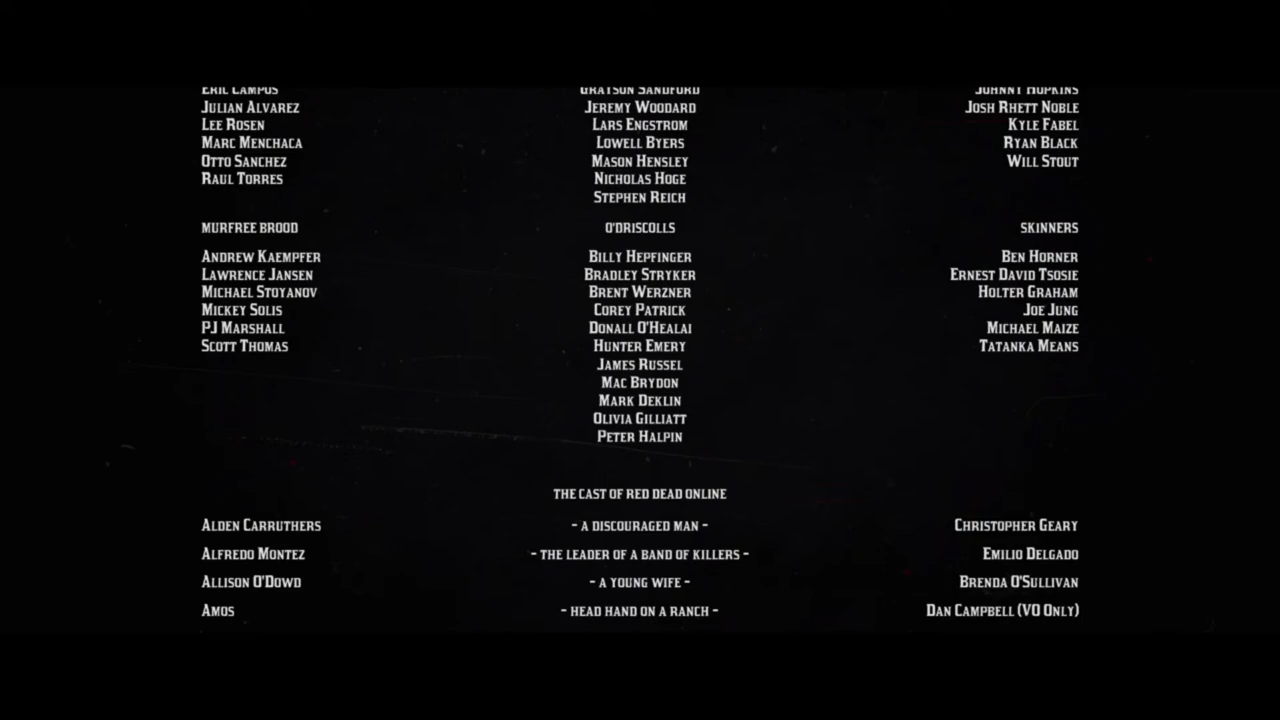 Eric Campos
Julian Alvarez
Lee Rosen
Marc Menchaca
Otto Sanchez
Raul Torres
Grayson Sandford
Jeremy Woodard
Lars Engstrom
Lowell Byers
Mason Hensley
Nicholas Hoge
Stephen Reich
Johnny Hopkins
Josh Rhett Noble
Kyle Fabel
Ryan Black
Will Stout
MURFREE BROOD
Andrew Kaempfer
Lawrence Jansen
Michael Stoyanov
Mickey Solis
PJ Marshall
Scott Thomas
O'DRISCOLLS
Billy Hepfinger
Bradley Stryker
Brent Werzner
Corey Patrick
Donall O'Healai
Hunter Emery
James Russel
Mac Brydon
Mark Deklin
Olivia Gilliatt
Peter Halpin
SKINNERS
Ben Horner
Ernest David Tsosie
Holter Graham
Joe Jung
Michael Maize
Tatanka Means
THE CAST OF RED DEAD ONLINE
Alden Carruthers - A DISCOURAGED MAN - Christopher Geary
Alfredo Montez - THE LEADER OF A BAND OF KILLERS - Emilio Delgado
Allison O'Dowd - A YOUNG WIFE - Brenda O'Sullivan
Amos - HEAD HAND ON A RANCH - Dan Campbell (VO Only)